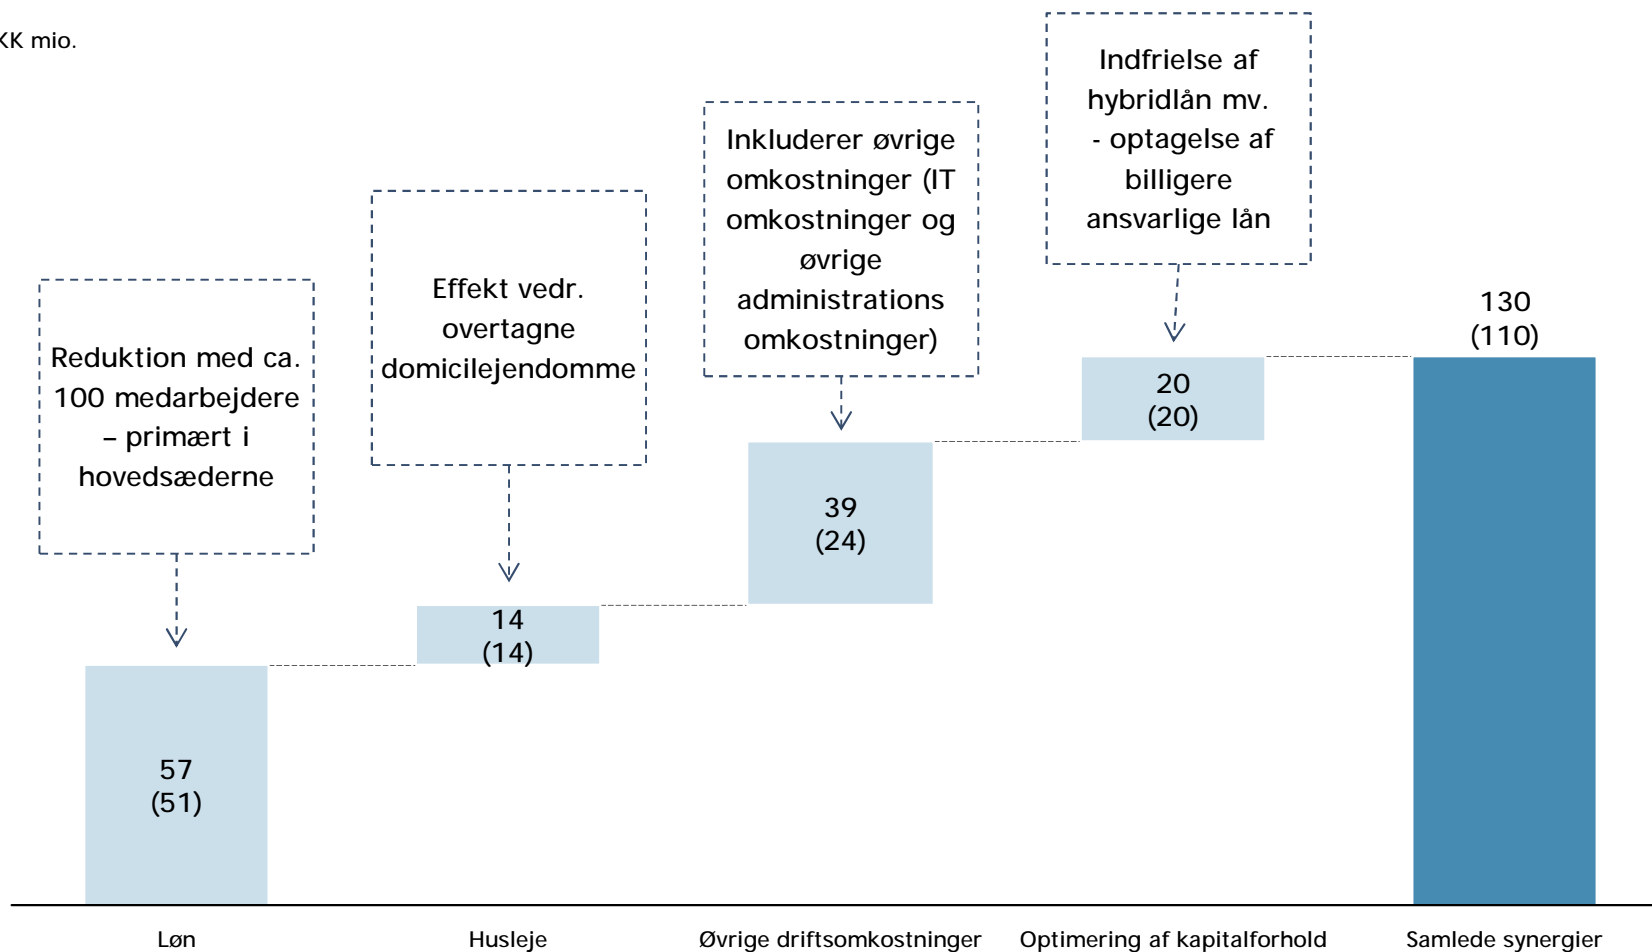 KK mio.
Reduktion med ca.
100 medarbejdere
– primært i
hovedsæderne
Effekt vedr.
overtagne
domicilejendomme
Inkluderer øvrige
omkostninger (IT
omkostninger og
øvrige
administrations
omkostninger)
Indfrielse af
hybridlån mv.
- optagelse af
billigere
ansvarlige lån
57
(51)
14
(14)
39
(24)
20
(20)
130
(110)
Løn
Husleje
Øvrige driftsomkostninger
Optimering af kapitalforhold
Samlede synergier